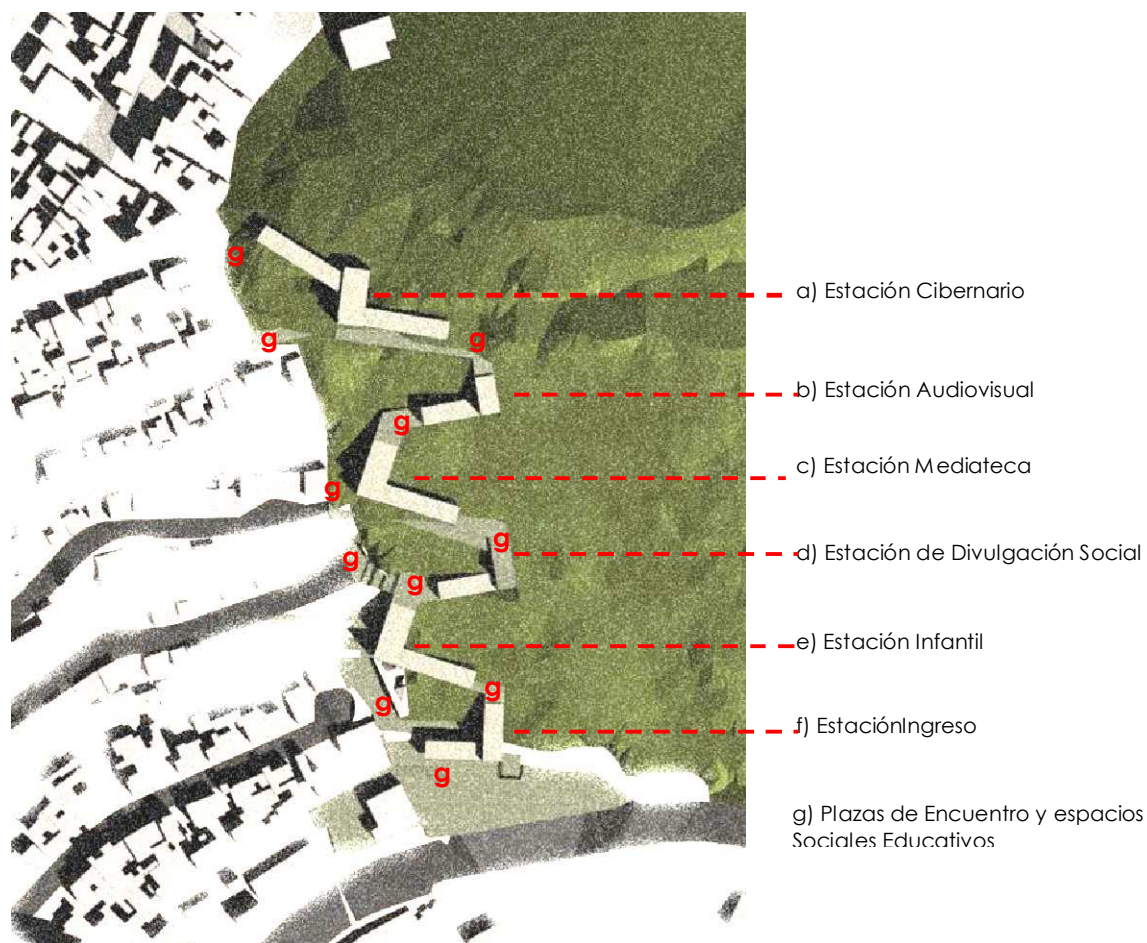 g
a) Estación Cibernario
g
g
b) Estación Audiovisual
g
c) Estación Mediateca
g
g
d) Estación de Divulgación Social
g
g
e) Estación Infantil
g
g
f) EstaciónIngreso
g
g) Plazas de Encuentro y espacios
Sociales Educativos